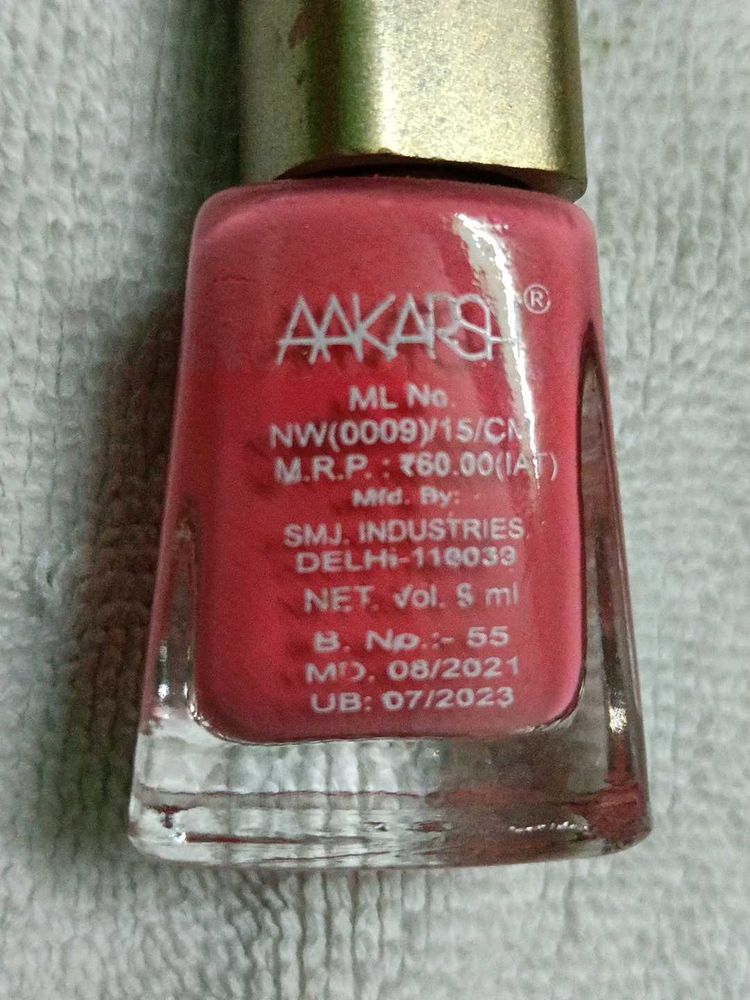 AAKARSH®
ML No.
NW(0009)/15/CM
M.R.P. : ₹60.00(IAT)
Mfd. By:
SMJ. INDUSTRIES
DELHi-110039
NET. Vol. 9 ml
B. No.:- 55
MD. 08/2021
UB: 07/2023